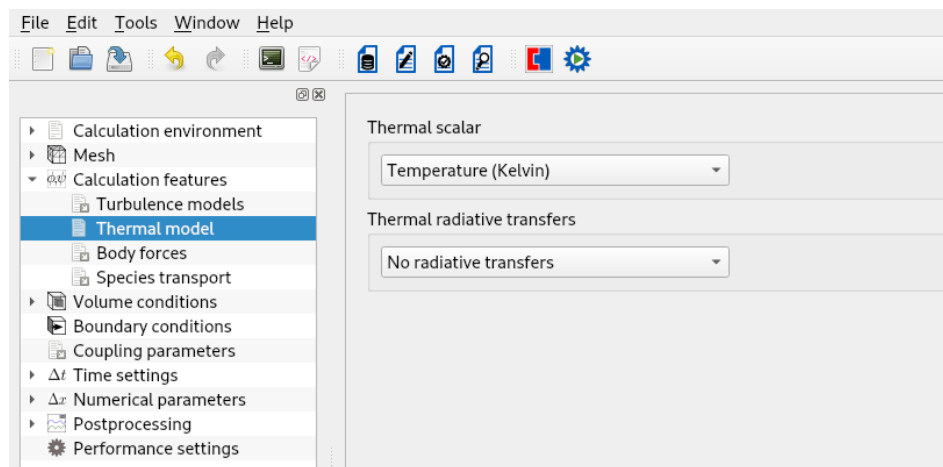 File Edit Tools Window Help
Calculation environment
Mesh
Calculation features
Turbulence models
Thermal model
Body forces
Species transport
Volume conditions
Boundary conditions
Coupling parameters
Δt Time settings
Δx Numerical parameters
Postprocessing
Performance settings
Thermal scalar
Temperature (Kelvin)
Thermal radiative transfers
No radiative transfers